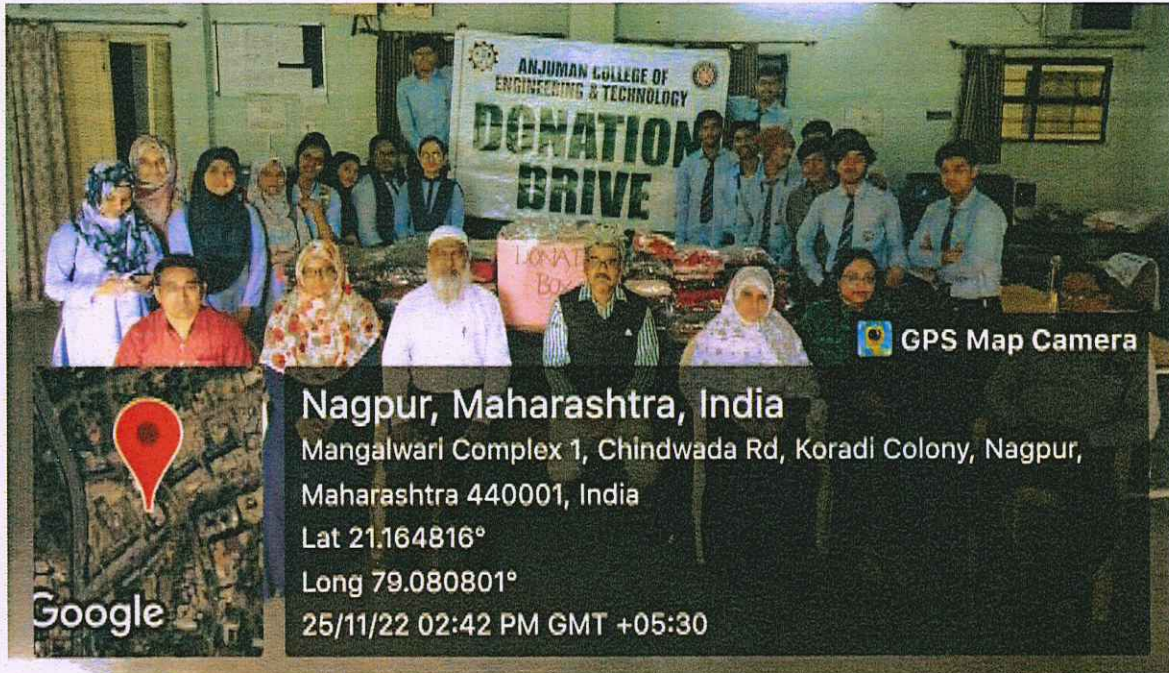 ANJUMAN COLLEGE OF
ENGINEERING & TECHNOLOGY
DONATION
DRIVE
DONAT
Box
GPS Map Camera
Nagpur, Maharashtra, India
Mangalwari Complex 1, Chindwada Rd, Koradi Colony, Nagpur,
Maharashtra 440001, India
Lat 21.164816°
Long 79.080801°
25/11/22 02:42 PM GMT +05:30
Google